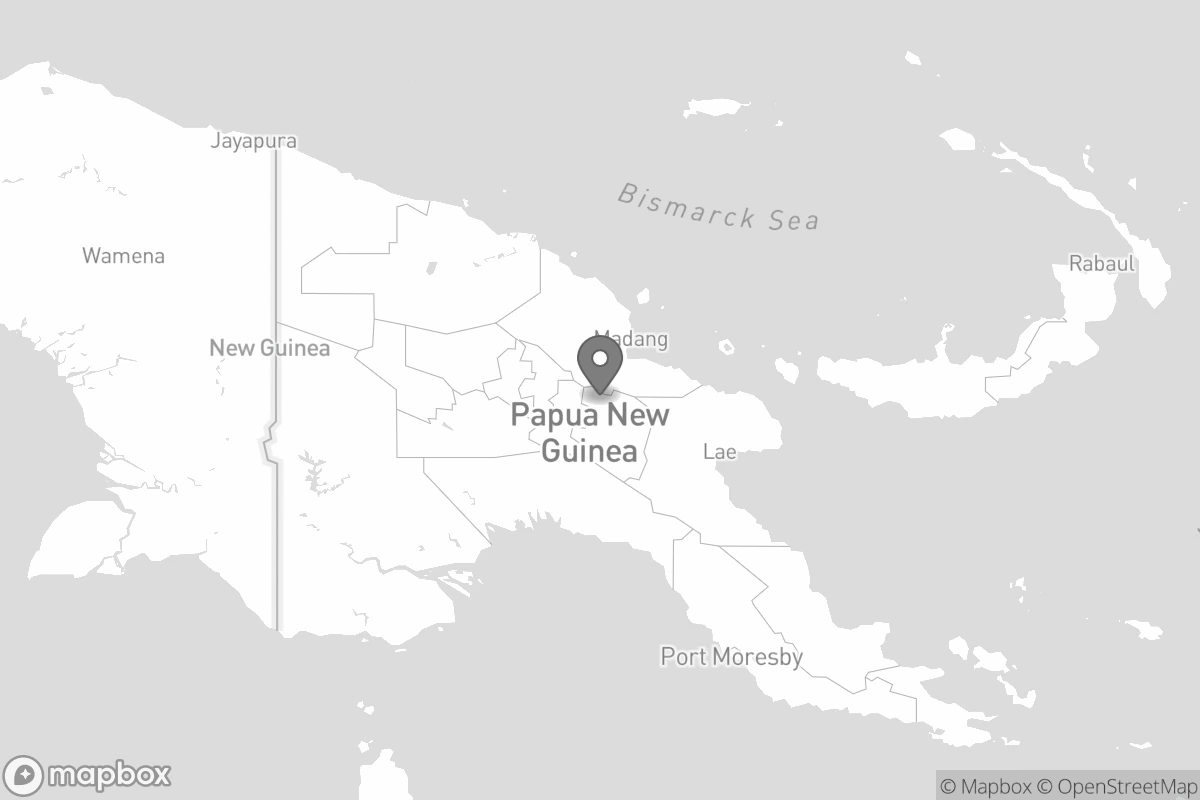 Jayapura
Bismarck Sea
Wamena
Rabaul
New Guinea
Madang
Papua New
Guinea
Lae
Port Moresby
mapbox
© Mapbox © OpenStreetMap